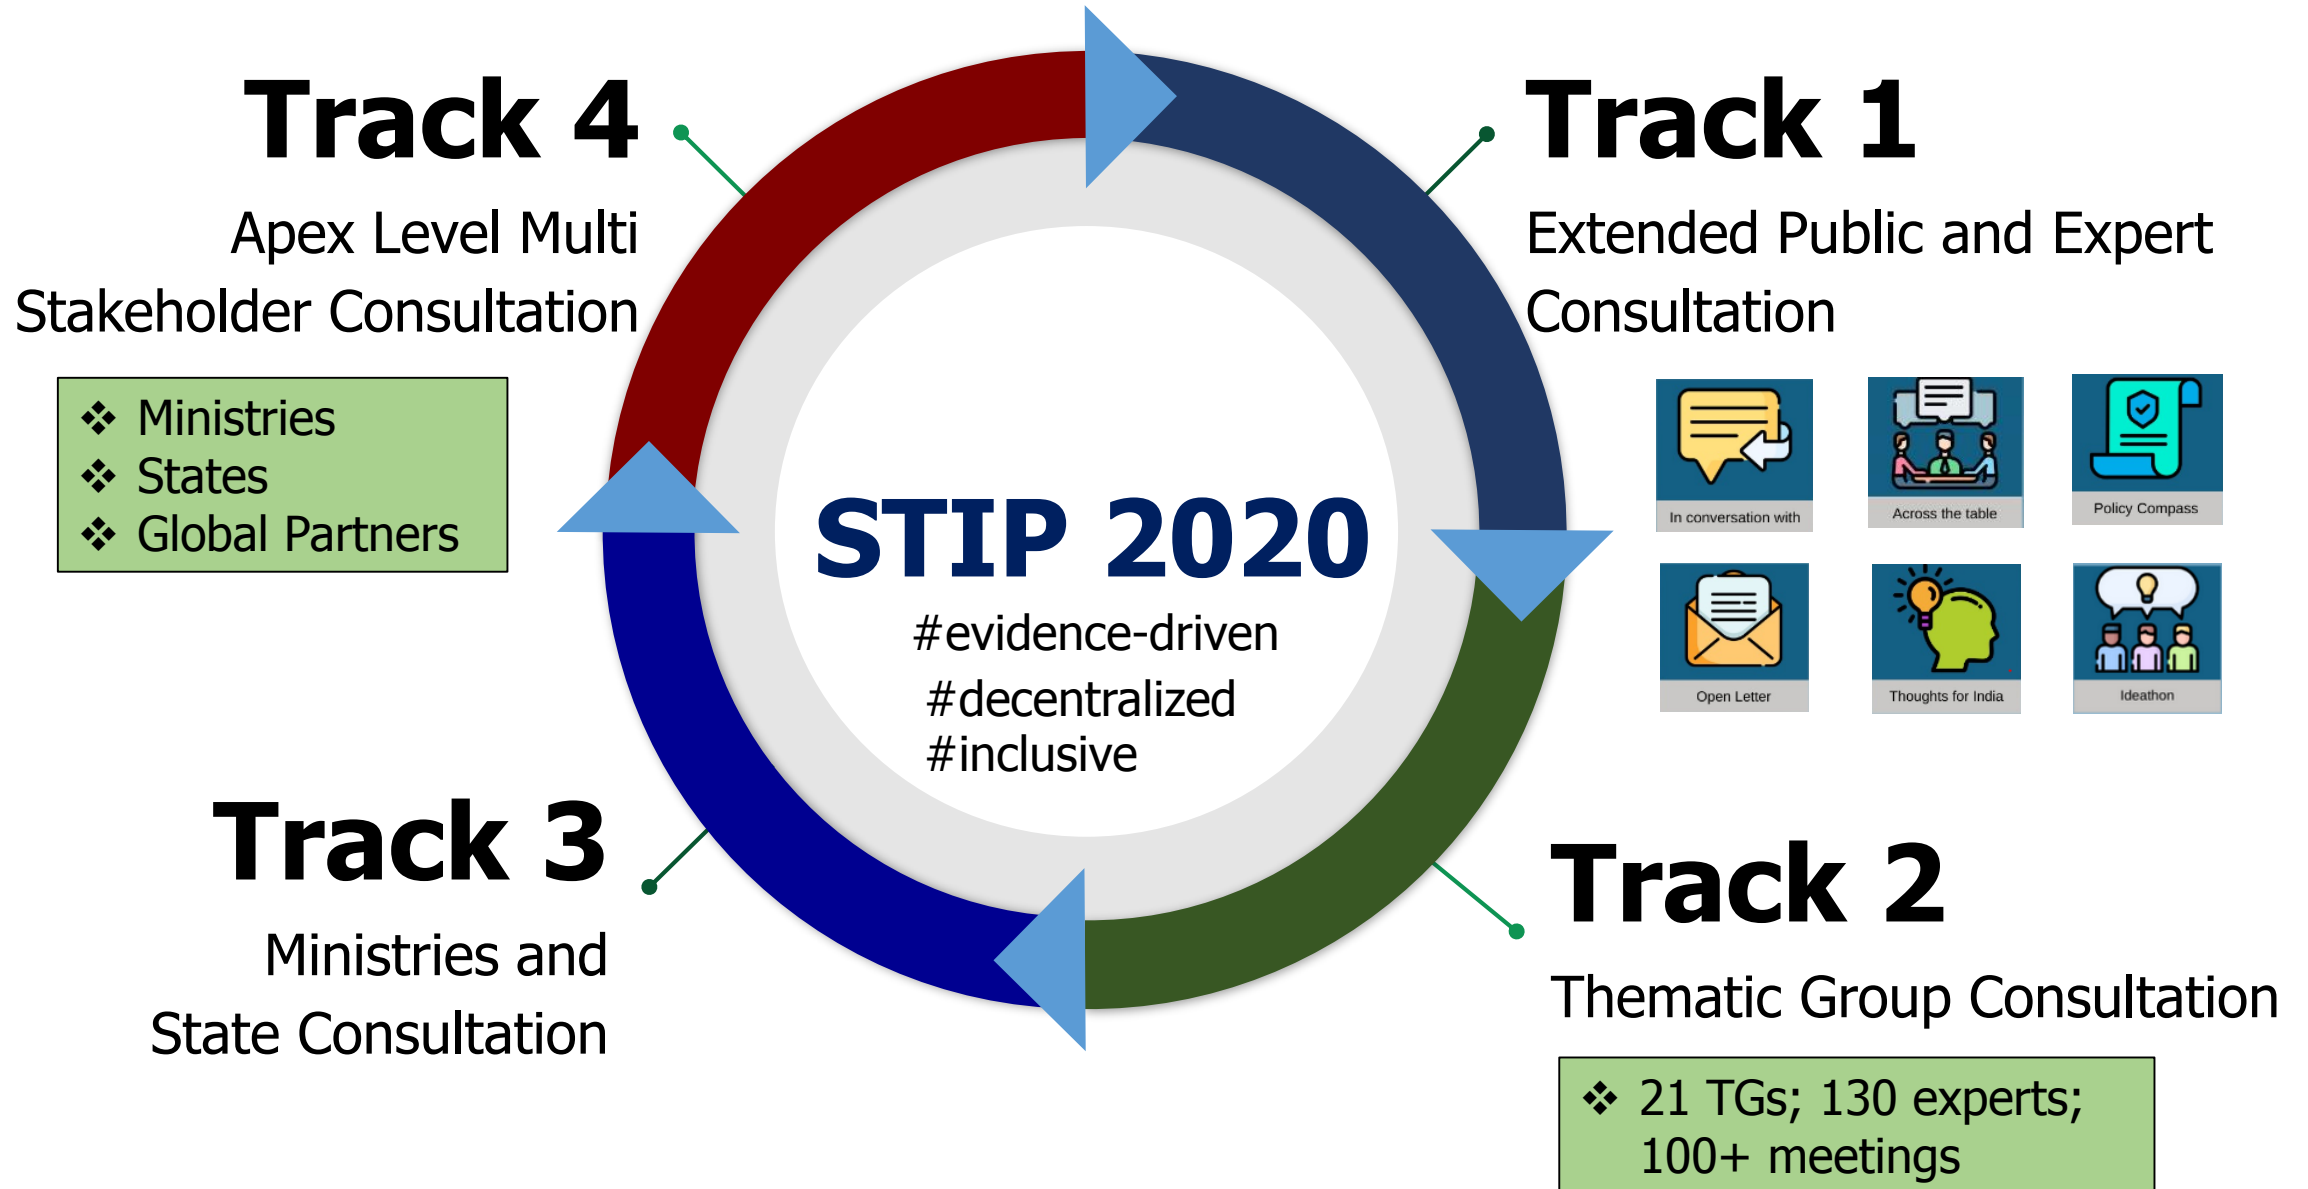 Track 4
Apex Level Multi
Stakeholder Consultation
❖ Ministries
❖ States
❖ Global Partners
Track 1
Extended Public and Expert
Consultation
In conversation with
Across the table
Policy Compass
Open Letter
Thoughts for India
Ideathon
STIP 2020
#evidence-driven
#decentralized
#inclusive
Track 3
Ministries and
State Consultation
Track 2
Thematic Group Consultation
❖ 21 TGs; 130 experts;
100+ meetings